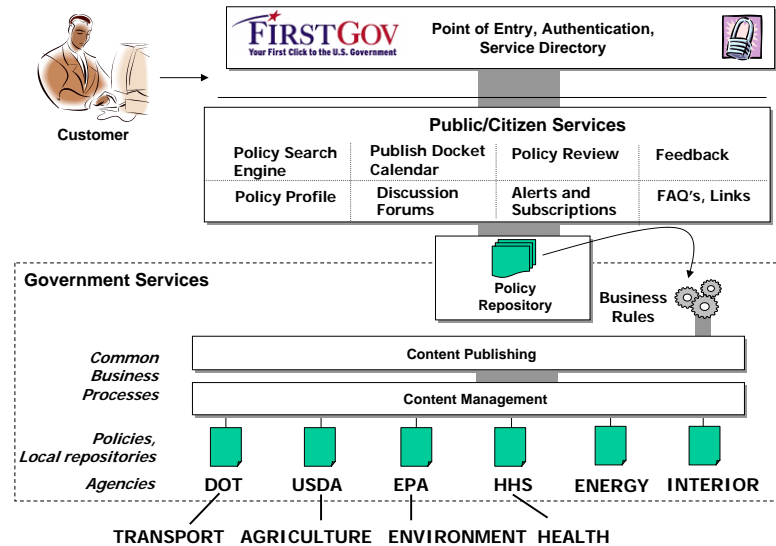 FIRSTGOV
Your First Click to the U.S. Government
Point of Entry, Authentication,
Service Directory
Customer
Public/Citizen Services
Policy Search
Engine
Publish Docket
Calendar
Policy Review
Feedback
Policy Profile
Discussion
Forums
Alerts and
Subscriptions
FAQ's, Links
Government Services
Policy
Repository
Business
Rules
Common
Business
Processes
Content Publishing
Content Management
Policies,
Local repositories
Agencies
DOT USDA EPA HHS ENERGY INTERIOR
TRANSPORT AGRICULTURE ENVIRONMENT HEALTH